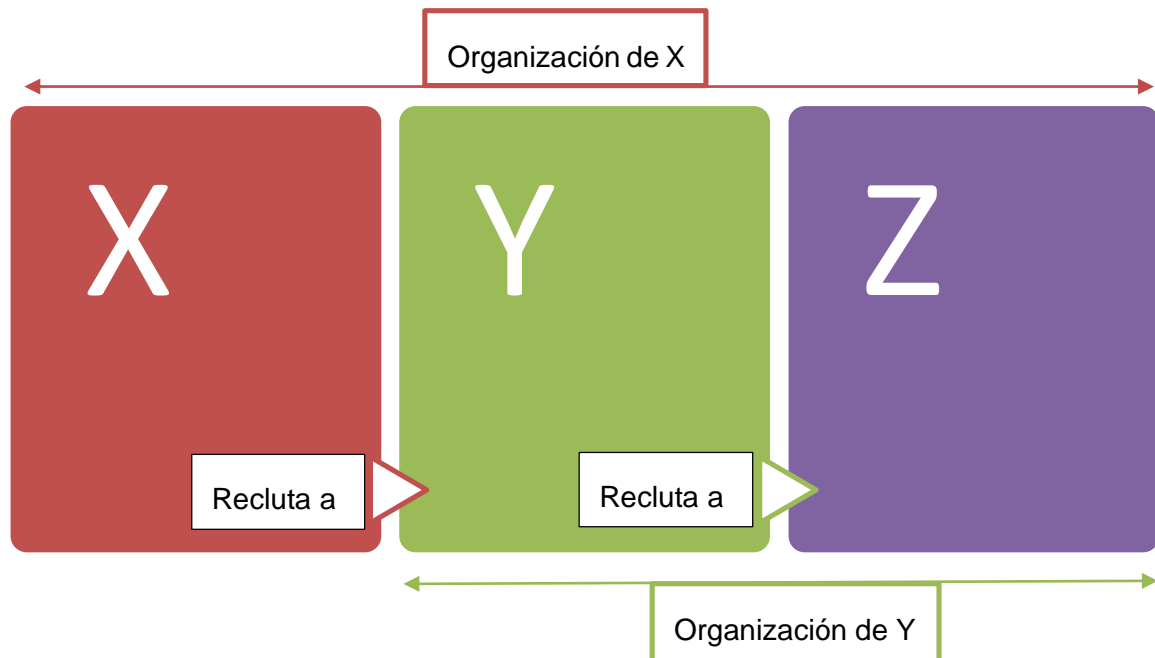 Organización de X
X
Y
Z
Recluta a
Recluta a
Organización de Y